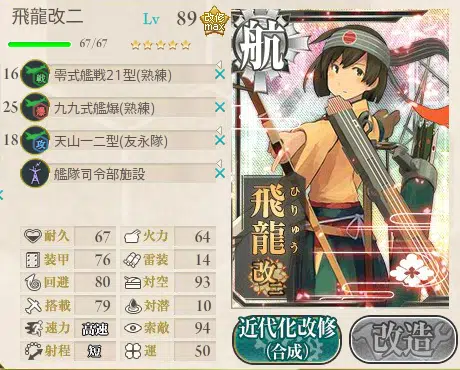 飛龍改二 Lv 89 改修max
67/67
16 零式艦戦21型(熟練)
25 九九式艦爆(熟練)
18 天山一二型(友永隊)
艦隊司令部施設
耐久 67 火力 64
装甲 76 雷装 14
回避 80 対空 93
搭載 79 対潜 10
速力 高速 索敵 94
射程 短 運 50
航
ひりゅう
飛龍改二
近代化改修
(合成)
改造